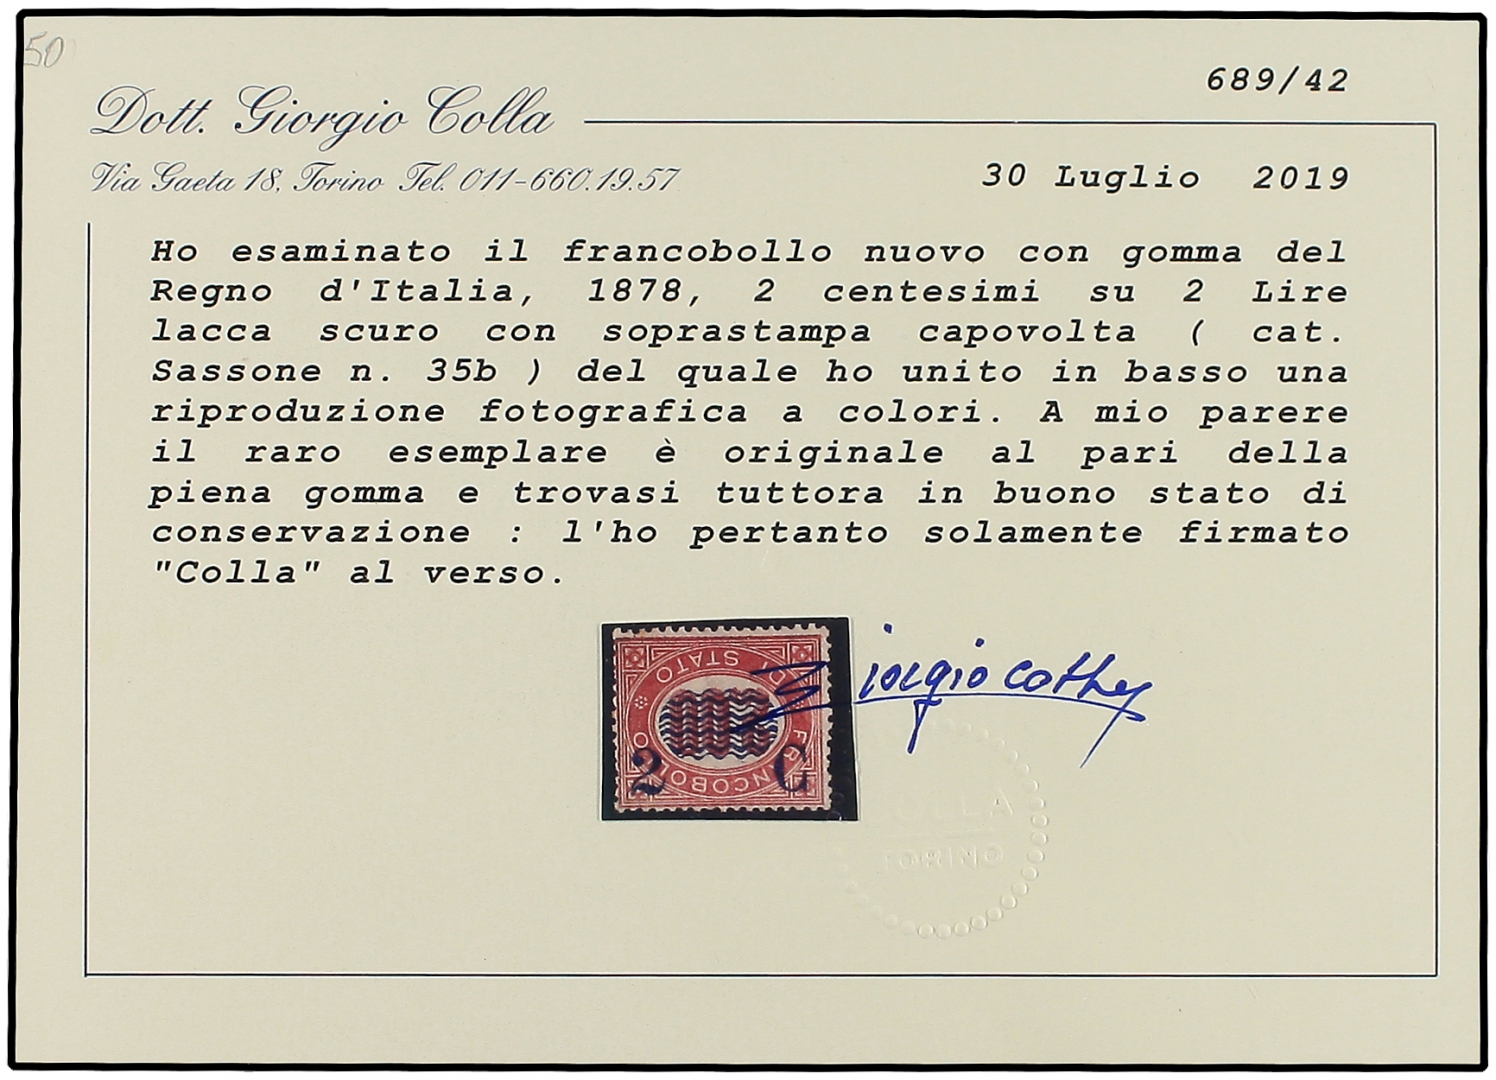 50
689/42
Dott. Giorgio Colla
Via Gaeta 18, Torino Tel. 011-660.19.57
30 Luglio 2019
Ho esaminato il francobollo nuovo con gomma del
Regno d'Italia, 1878, 2 centesimi su 2 Lire
lacca scuro con soprastampa capovolta ( cat.
Sassone n. 35b ) del quale ho unito in basso una
riproduzione fotografica a colori. A mio parere
il raro esemplare è originale al pari della
piena gomma e trovasi tuttora in buono stato di
conservazione : l'ho pertanto solamente firmato
"Colla" al verso.
FRANCOBOLLO DI STATO
2 C
COLLA
TORINO